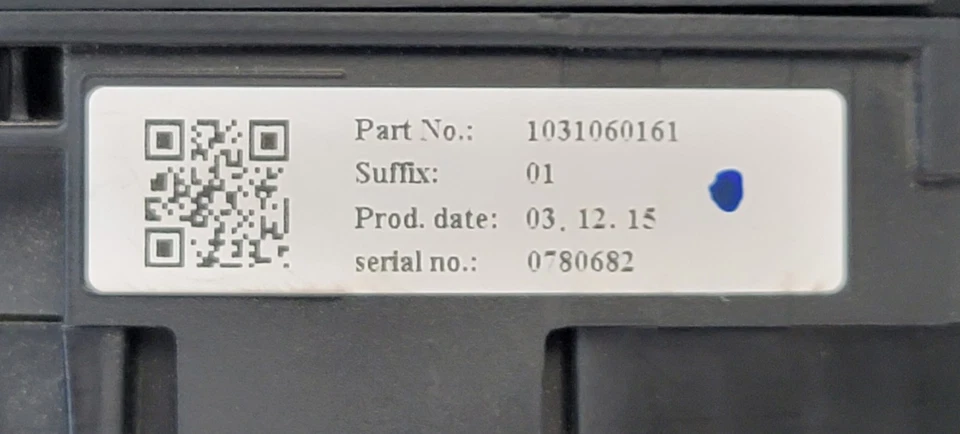 Part No.: 1031060161
Suffix: 01
Prod. date: 03. 12. 15
serial no.: 0780682